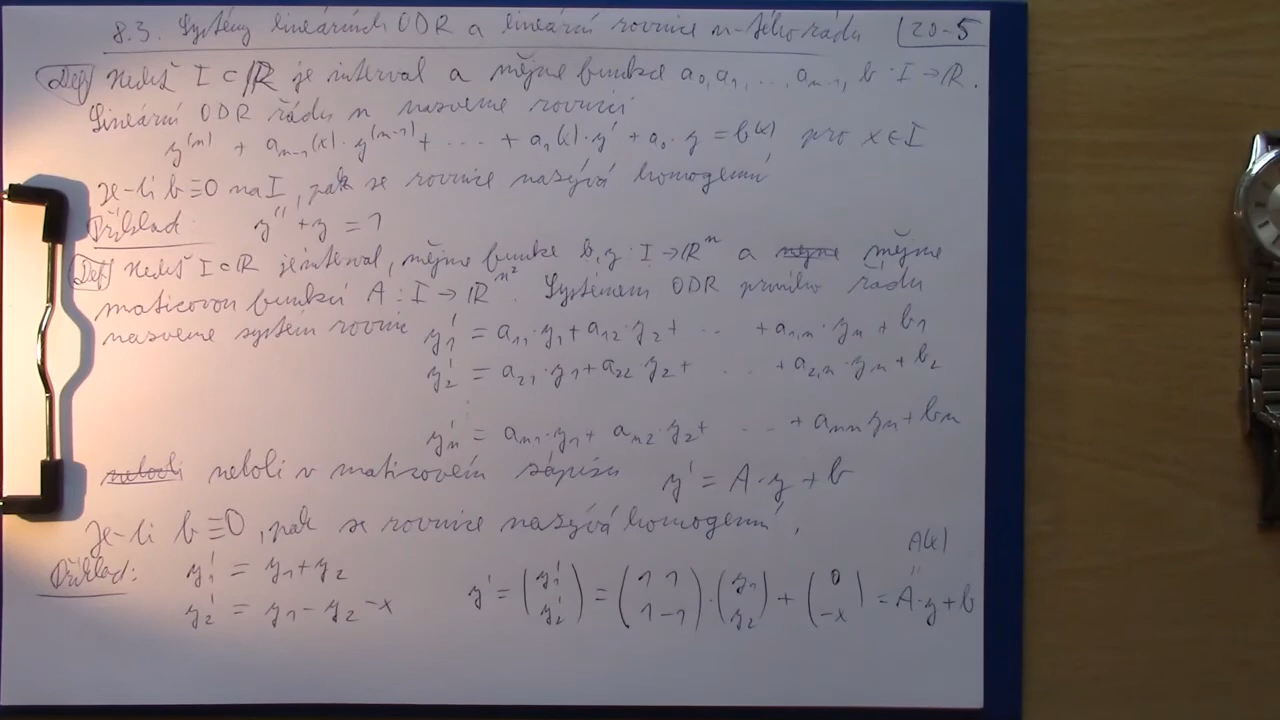 8.3. Systémy lineárních ODR a lineární rovnice n-tého řádu 20-5
Def Nechť I ⊂ ℝ je interval a mějme funkce a₀, a₁, ..., aₙ₋₁, b : I → ℝ.
Lineární ODR řádu n nazveme rovnici
y⁽ⁿ⁾ + aₙ₋₁(x)·y⁽ⁿ⁻¹⁾ + ... + a₁(x)·y' + a₀·y = b(x) pro x ∈ I
Je-li b ≡ 0 na I, pak se rovnice nazývá homogenní
Příklad y'' + y = 1
Def Nechť I ⊂ ℝ je interval, mějme funkce b, y : I → ℝⁿ a mějme
maticovou funkci A : I → ℝ^{n²}. Systémem ODR prvního řádu
nazveme systém rovnic y₁' = a₁₁·y₁ + a₁₂·y₂ + ... + a₁,ₙ·yₙ + b₁
y₂' = a₂₁·y₁ + a₂₂ y₂ + ... + a₂,ₙ·yₙ + b₂
⋮
yₙ' = aₙ₁·y₁ + aₙ₂·y₂ + ... + aₙₙ yₙ + bₙ
neboli neboli v maticovém zápisu y' = A·y + b
Je-li b ≡ 0, pak se rovnice nazývá homogenní.
A(x)
Příklad: y₁' = y₁ + y₂
y₂' = y₁ - y₂ - x y' = (y₁' y₂') = (1 1 1 -1)·(y₁ y₂) + (0 -x) = A·y + b